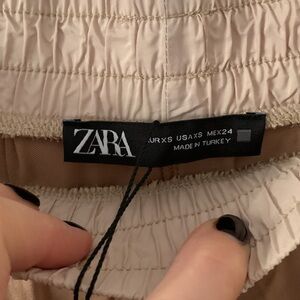 ZARA
EUR XS USA XS MEX 24
MADE IN TURKEY